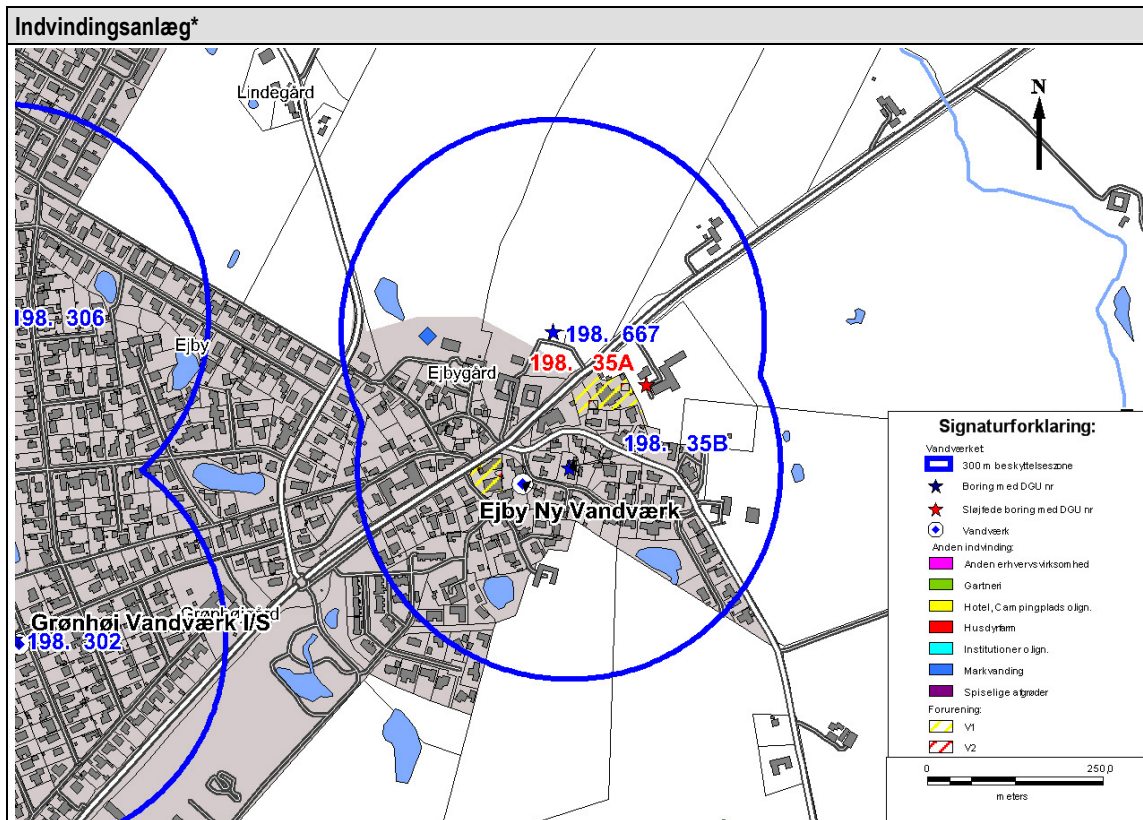 Indvindingsanlæg*
Lindegård
N
198. 306
Ejby
198. 667
198. 35A
Ejbygård
198. 35B
Ejby Ny Vandværk
Grønhøigård
Grønhøi Vandværk I/S
198. 302
Signaturforklaring:
Vandværket
300 m beskyttelseszone
Boring med DGU nr
Sløjfede boring med DGU nr
Vandværk
Anden indvinding:
Anden erhvervsvirksomhed
Gartneri
Hotel, Campingplads o.lign.
Husdyrfarm
Institutioner o.lign.
Markvanding
Spiselige afgrøder
Forurening:
V1
V2
0 250,0
meters